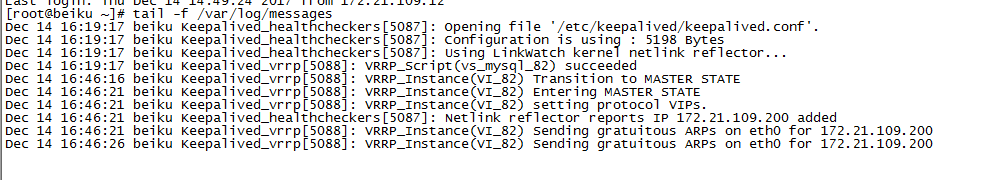 Last login: Thu Dec 14 14:49:24 2017 from 172.21.109.12
[root@beiku ~]# tail -f /var/log/messages
Dec 14 16:19:17 beiku Keepalived_healthcheckers[5087]: Opening file '/etc/keepalived/keepalived.conf'.
Dec 14 16:19:17 beiku Keepalived_healthcheckers[5087]: Configuration is using : 5198 Bytes
Dec 14 16:19:17 beiku Keepalived_healthcheckers[5087]: Using LinkWatch kernel netlink reflector...
Dec 14 16:19:17 beiku Keepalived_vrrp[5088]: VRRP_Script(vs_mysql_82) succeeded
Dec 14 16:46:16 beiku Keepalived_vrrp[5088]: VRRP_Instance(VI_82) Transition to MASTER STATE
Dec 14 16:46:21 beiku Keepalived_vrrp[5088]: VRRP_Instance(VI_82) Entering MASTER STATE
Dec 14 16:46:21 beiku Keepalived_vrrp[5088]: VRRP_Instance(VI_82) setting protocol VIPs.
Dec 14 16:46:21 beiku Keepalived_healthcheckers[5087]: Netlink reflector reports IP 172.21.109.200 added
Dec 14 16:46:21 beiku Keepalived_vrrp[5088]: VRRP_Instance(VI_82) Sending gratuitous ARPs on eth0 for 172.21.109.200
Dec 14 16:46:26 beiku Keepalived_vrrp[5088]: VRRP_Instance(VI_82) Sending gratuitous ARPs on eth0 for 172.21.109.200